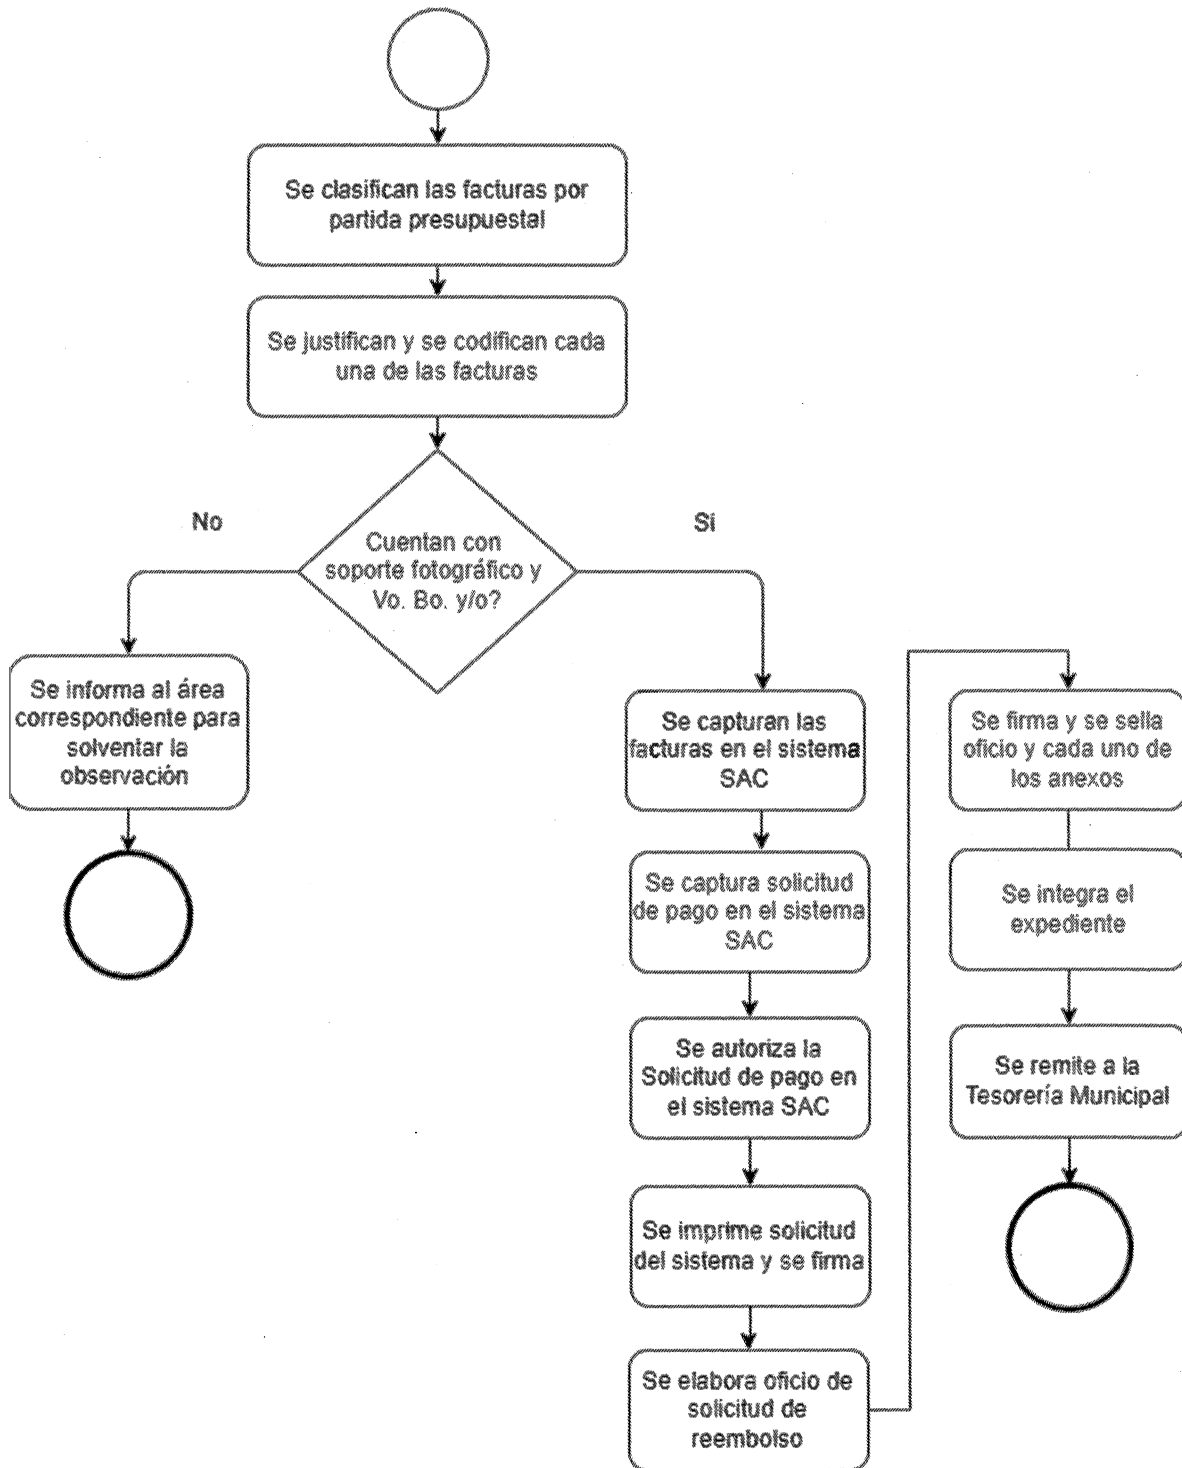 Se clasifican las facturas por
partida presupuestal
Se justifican y se codifican cada
una de las facturas
Cuentan con
soporte fotográfico y
Vo. Bo. y/o?
No
Si
Se informa al área
correspondiente para
solventar la
observación
Se capturan las
facturas en el sistema
SAC
Se captura solicitud
de pago en el sistema
SAC
Se autoriza la
Solicitud de pago en
el sistema SAC
Se imprime solicitud
del sistema y se firma
Se elabora oficio de
solicitud de
reembolso
Se firma y se sella
oficio y cada uno de
los anexos
Se integra el
expediente
Se remite a la
Tesorería Municipal